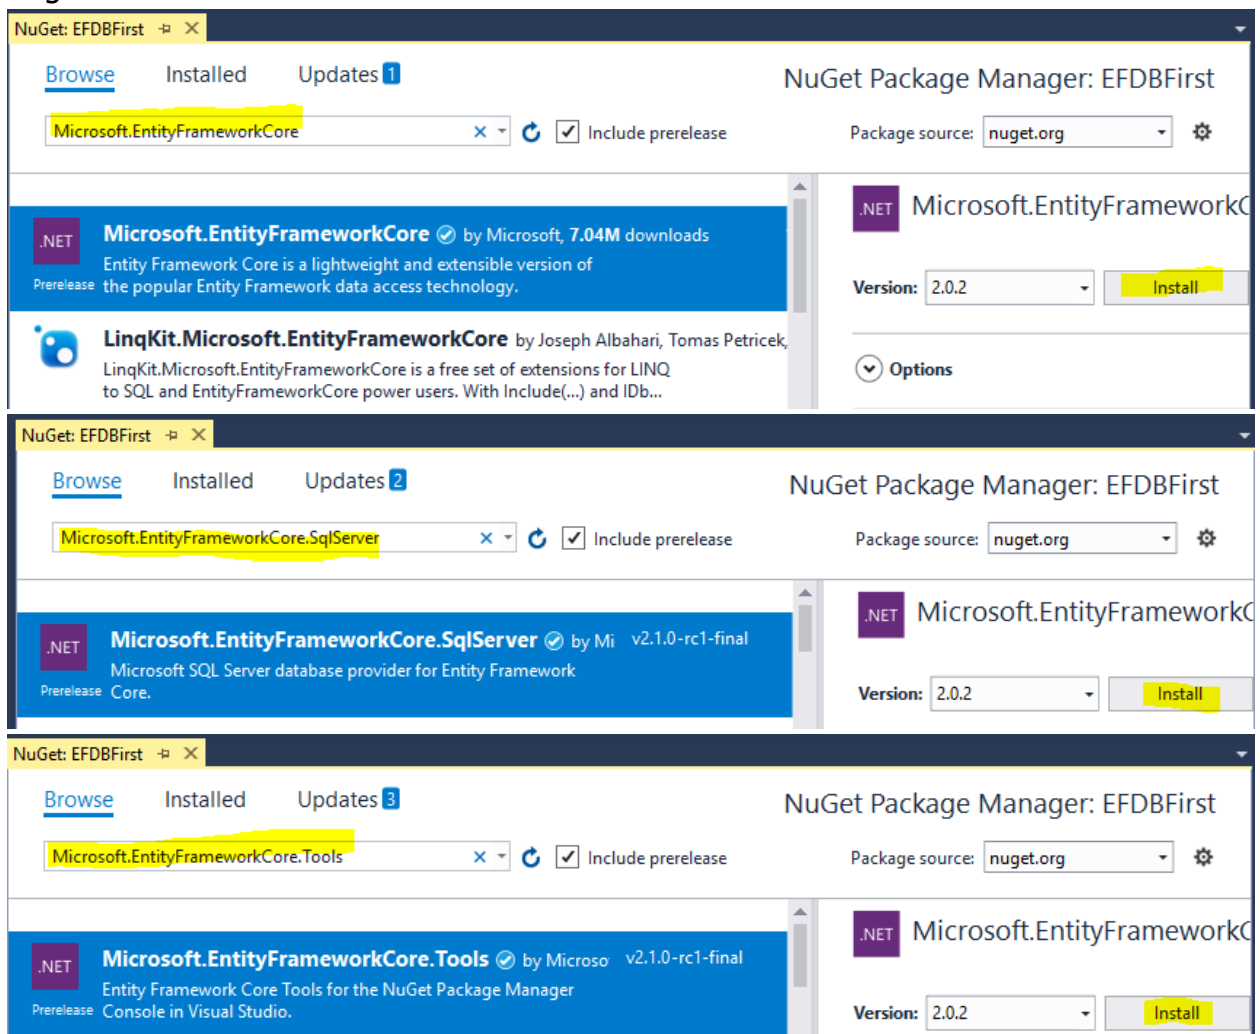 NuGet: EFDBFirst
Browse Installed Updates 1
NuGet Package Manager: EFDBFirst
Microsoft.EntityFrameworkCore
Include prerelease
Package source: nuget.org
.NET
Prerelease
Microsoft.EntityFrameworkCore by Microsoft, 7.04M downloads
Entity Framework Core is a lightweight and extensible version of
the popular Entity Framework data access technology.
LinqKit.Microsoft.EntityFrameworkCore by Joseph Albahari, Tomas Petricek,
LinqKit.Microsoft.EntityFrameworkCore is a free set of extensions for LINQ
to SQL and EntityFrameworkCore power users. With Include(...) and IDb...
.NET Microsoft.EntityFrameworkC
Version: 2.0.2 Install
Options
NuGet: EFDBFirst
Browse Installed Updates 2
NuGet Package Manager: EFDBFirst
Microsoft.EntityFrameworkCore.SqlServer
Include prerelease
Package source: nuget.org
.NET
Prerelease
Microsoft.EntityFrameworkCore.SqlServer by Mi v2.1.0-rc1-final
Microsoft SQL Server database provider for Entity Framework
Core.
.NET Microsoft.EntityFrameworkC
Version: 2.0.2 Install
NuGet: EFDBFirst
Browse Installed Updates 3
NuGet Package Manager: EFDBFirst
Microsoft.EntityFrameworkCore.Tools
Include prerelease
Package source: nuget.org
.NET
Prerelease
Microsoft.EntityFrameworkCore.Tools by Microso v2.1.0-rc1-final
Entity Framework Core Tools for the NuGet Package Manager
Console in Visual Studio.
.NET Microsoft.EntityFrameworkC
Version: 2.0.2 Install